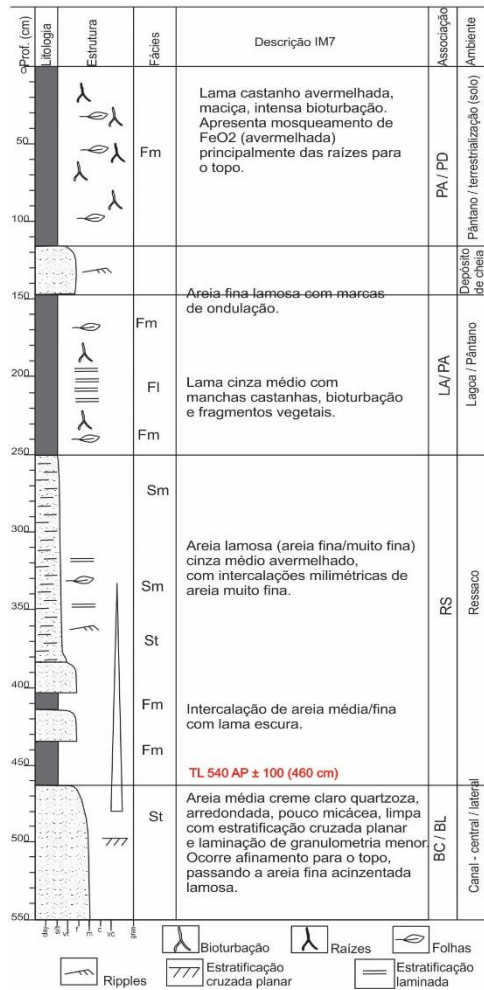 Prof. (cm)
Litologia
Estrutura
Fácies
Descrição IM7
Associação
Ambiente
0
Lama castanho avermelhada,
maciça, intensa bioturbação.
Apresenta mosqueamento de
FeO2 (avermelhada)
principalmente das raízes para
o topo.
50
Fm
PA / PD
Pântano / terrestrialização (solo)
100
Depósito
de cheia
150
Areia fina lamosa com marcas
de ondulação.
Fm
200
Fl
Lama cinza médio com
manchas castanhas, bioturbação
e fragmentos vegetais.
LA/ PA
Lagoa / Pântano
Fm
250
Sm
300
Areia lamosa (areia fina/muito fina)
cinza médio avermelhado,
com intercalações milimétricas de
areia muito fina.
Sm
350
RS
Ressaco
St
400
Fm
Intercalação de areia média/fina
com lama escura.
Fm
450
TL 540 AP ± 100 (460 cm)
St
Areia média creme claro quartzoza,
arredondada, pouco micácea, limpa
com estratificação cruzada planar
e laminação de granulometria menor.
Ocorre afinamento para o topo,
passando a areia fina acinzentada
lamosa.
BC / BL
Canal - central / lateral
500
550
vf f m c vc
Bioturbação
Raízes
Folhas
Ripples
Estratificação
cruzada planar
Estratificação
laminada